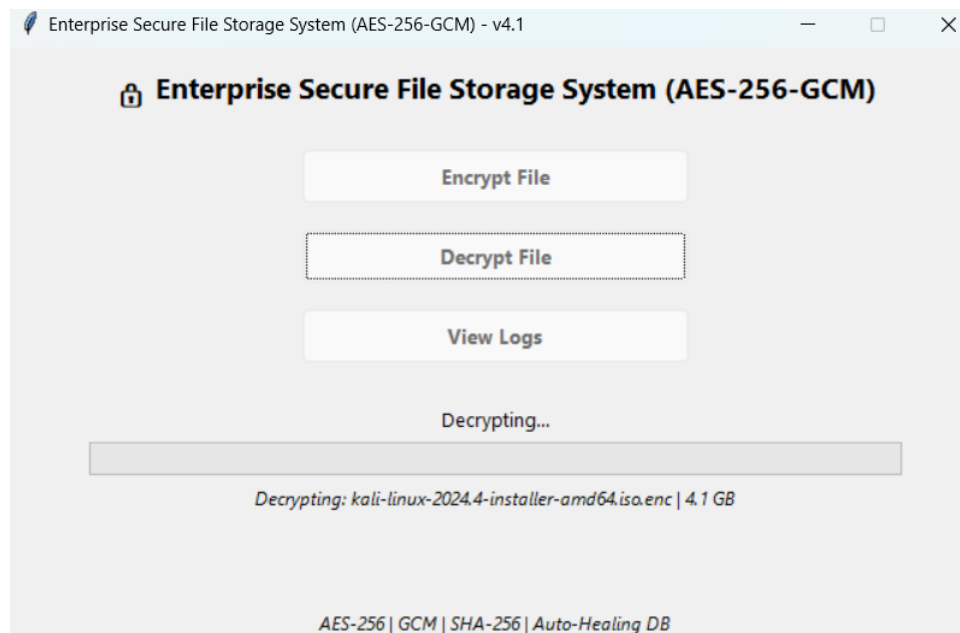 Enterprise Secure File Storage System (AES-256-GCM) - v4.1
Enterprise Secure File Storage System (AES-256-GCM)
Encrypt File
Decrypt File
View Logs
Decrypting...
Decrypting: kali-linux-2024.4-installer-amd64.iso.enc | 4.1 GB
AES-256 | GCM | SHA-256 | Auto-Healing DB